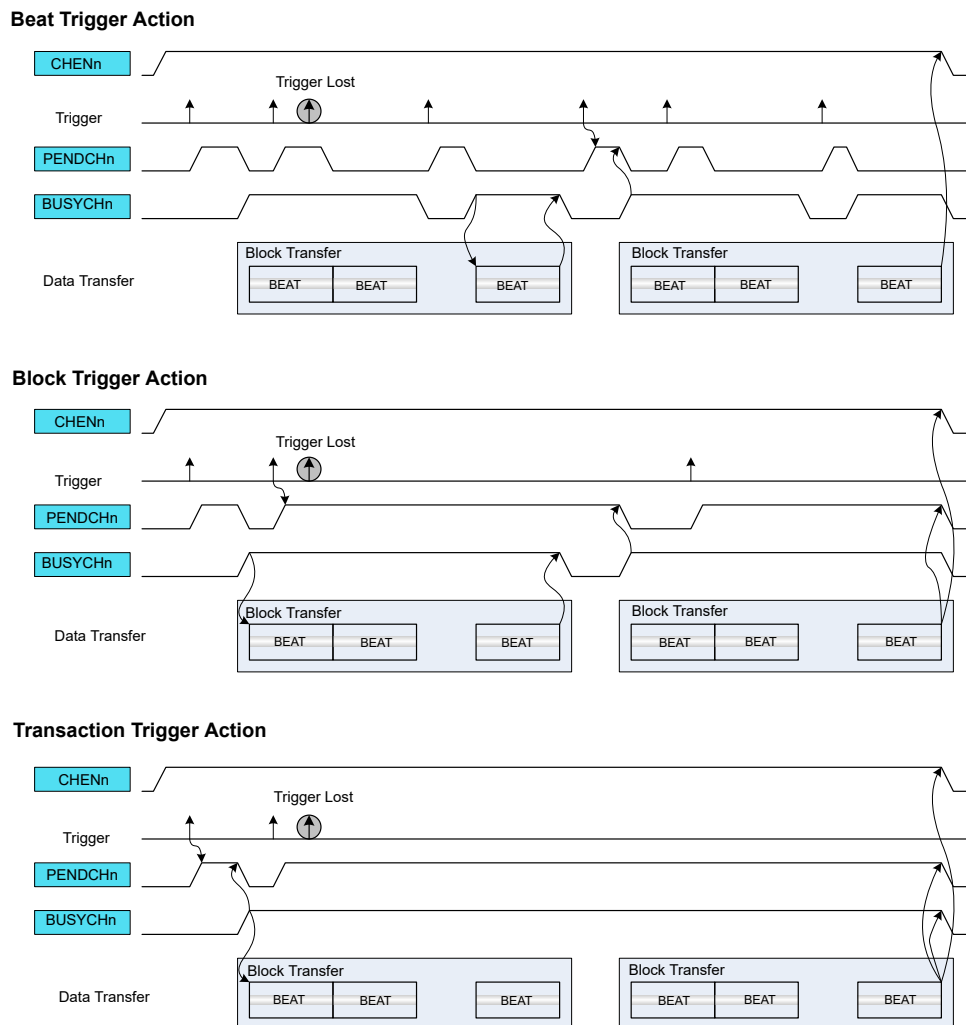 Beat Trigger Action
CHENn
Trigger Lost
Trigger
PENDCHn
BUSYCHn
Block Transfer
Block Transfer
Data Transfer
BEAT
BEAT
BEAT
BEAT
BEAT
BEAT
Block Trigger Action
CHENn
Trigger Lost
Trigger
PENDCHn
BUSYCHn
Block Transfer
Block Transfer
Data Transfer
BEAT
BEAT
BEAT
BEAT
BEAT
BEAT
Transaction Trigger Action
CHENn
Trigger Lost
Trigger
PENDCHn
BUSYCHn
Block Transfer
Block Transfer
Data Transfer
BEAT
BEAT
BEAT
BEAT
BEAT
BEAT